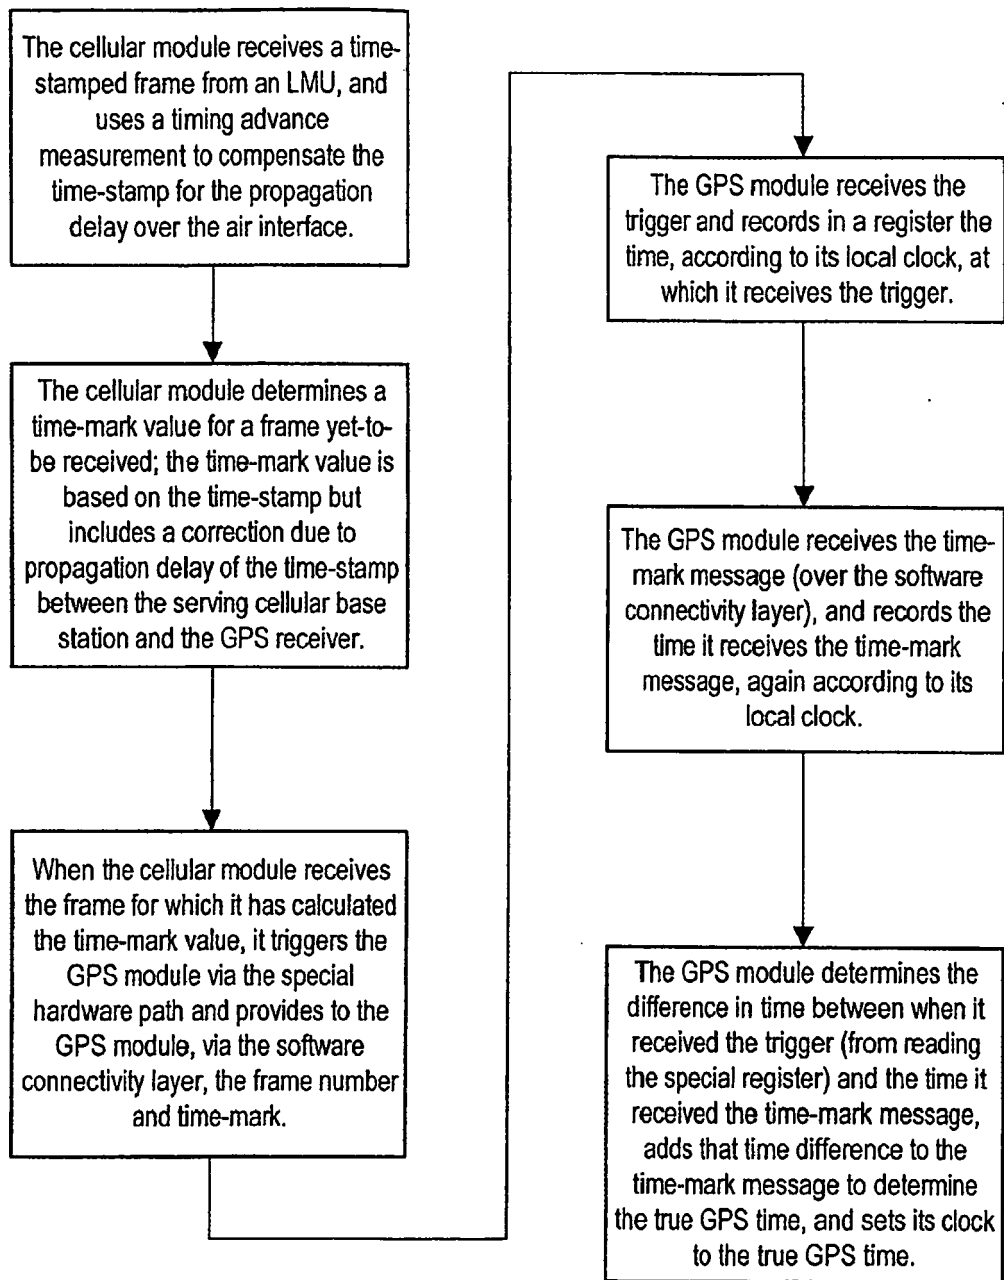 The cellular module receives a time-
stamped frame from an LMU, and
uses a timing advance
measurement to compensate the
time-stamp for the propagation
delay over the air interface.
The cellular module determines a
time-mark value for a frame yet-to-
be received; the time-mark value is
based on the time-stamp but
includes a correction due to
propagation delay of the time-stamp
between the serving cellular base
station and the GPS receiver.
When the cellular module receives
the frame for which it has calculated
the time-mark value, it triggers the
GPS module via the special
hardware path and provides to the
GPS module, via the software
connectivity layer, the frame number
and time-mark.
The GPS module receives the
trigger and records in a register the
time, according to its local clock, at
which it receives the trigger.
The GPS module receives the time-
mark message (over the software
connectivity layer), and records the
time it receives the time-mark
message, again according to its
local clock.
The GPS module determines the
difference in time between when it
received the trigger (from reading
the special register) and the time it
received the time-mark message,
adds that time difference to the
time-mark message to determine
the true GPS time, and sets its clock
to the true GPS time.